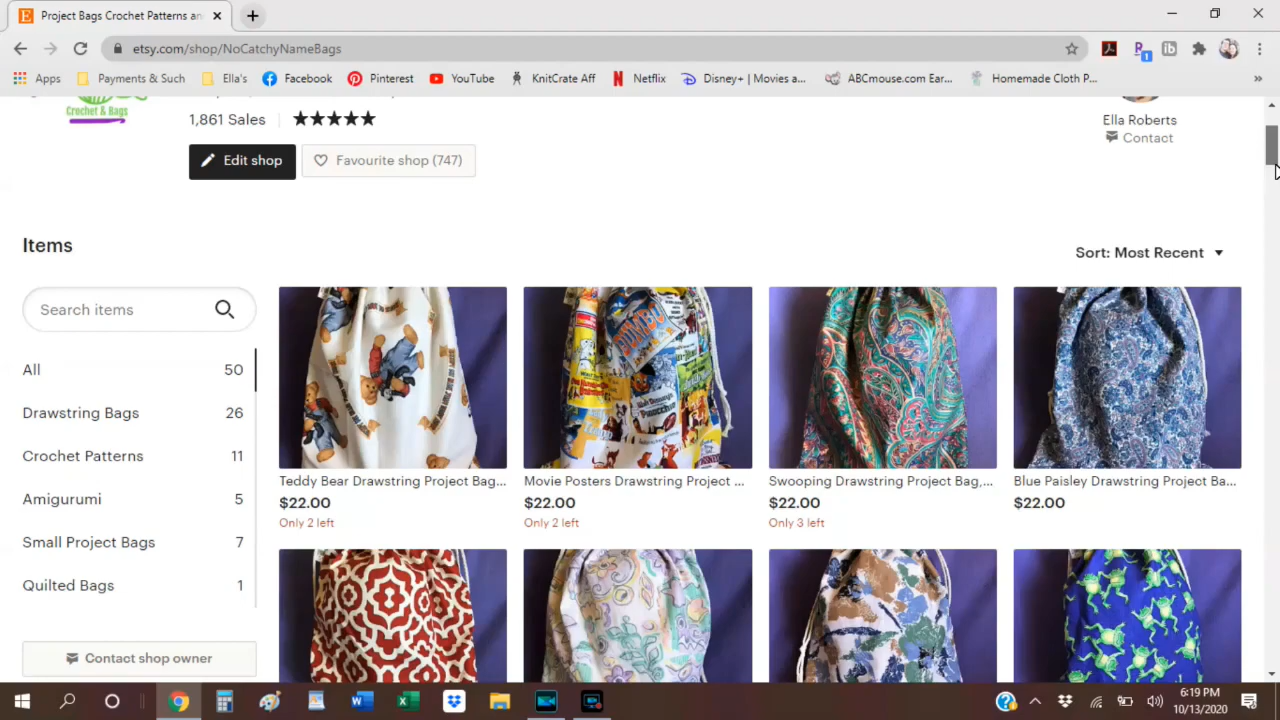 Project Bags Crochet Patterns an
etsy.com/shop/NoCatchyNameBags
Apps Payments & Such Ella's Facebook Pinterest YouTube KnitCrate Aff Netflix Disney+ | Movies a... ABCmouse.com Ear... Homemade Cloth P... »
Crochet & Bags
1,861 Sales ★★★★★
Ella Roberts
Contact
Edit shop Favourite shop (747)
Items
Sort: Most Recent
Search items
All 50
Drawstring Bags 26
Crochet Patterns 11
Amigurumi 5
Small Project Bags 7
Quilted Bags 1
Contact shop owner
Teddy Bear Drawstring Project Bag...
$22.00
Only 2 left
Movie Posters Drawstring Project ...
$22.00
Only 2 left
Swooping Drawstring Project Bag,...
$22.00
Only 3 left
Blue Paisley Drawstring Project Ba...
$22.00
6:19 PM
10/13/2020